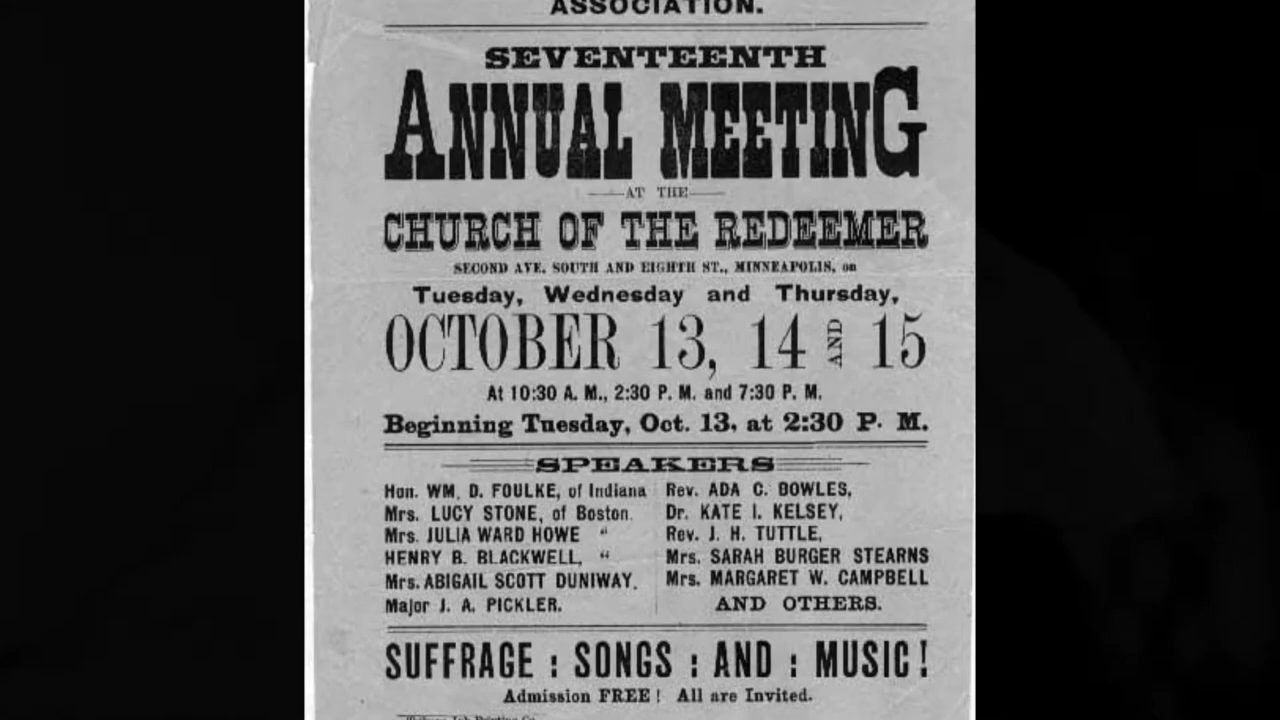 ASSOCIATION.
SEVENTEENTH
ANNUAL MEETING
AT THE
CHURCH OF THE REDEEMER
SECOND AVE. SOUTH AND EIGHTH ST., MINNEAPOLIS, on
Tuesday, Wednesday and Thursday,
OCTOBER 13, 14 AND 15
At 10:30 A. M., 2:30 P. M. and 7:30 P. M.
Beginning Tuesday, Oct. 13, at 2:30 P. M.
SPEAKERS
Hon. WM. D. FOULKE, of Indiana
Mrs. LUCY STONE, of Boston.
Mrs. JULIA WARD HOWE "
HENRY B. BLACKWELL, "
Mrs. ABIGAIL SCOTT DUNIWAY.
Major J. A. PICKLER.
Rev. ADA C. BOWLES,
Dr. KATE I. KELSEY,
Rev. J. H. TUTTLE,
Mrs. SARAH BURGER STEARNS
Mrs. MARGARET W. CAMPBELL
AND OTHERS.
SUFFRAGE : SONGS : AND : MUSIC!
Admission FREE! All are Invited.
Job Printing Co.